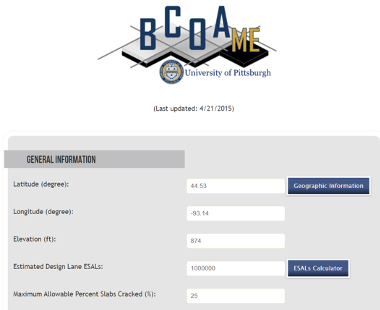 BCOA ME
University of Pittsburgh
(Last updated: 4/21/2015)
GENERAL INFORMATION
Latitude (degree): 44.53 Geographic Information
Longitude (degree): -93.14
Elevation (ft): 874
Estimated Design Lane ESALs: 1000000 ESALs Calculator
Maximum Allowable Percent Slabs Cracked (%): 25